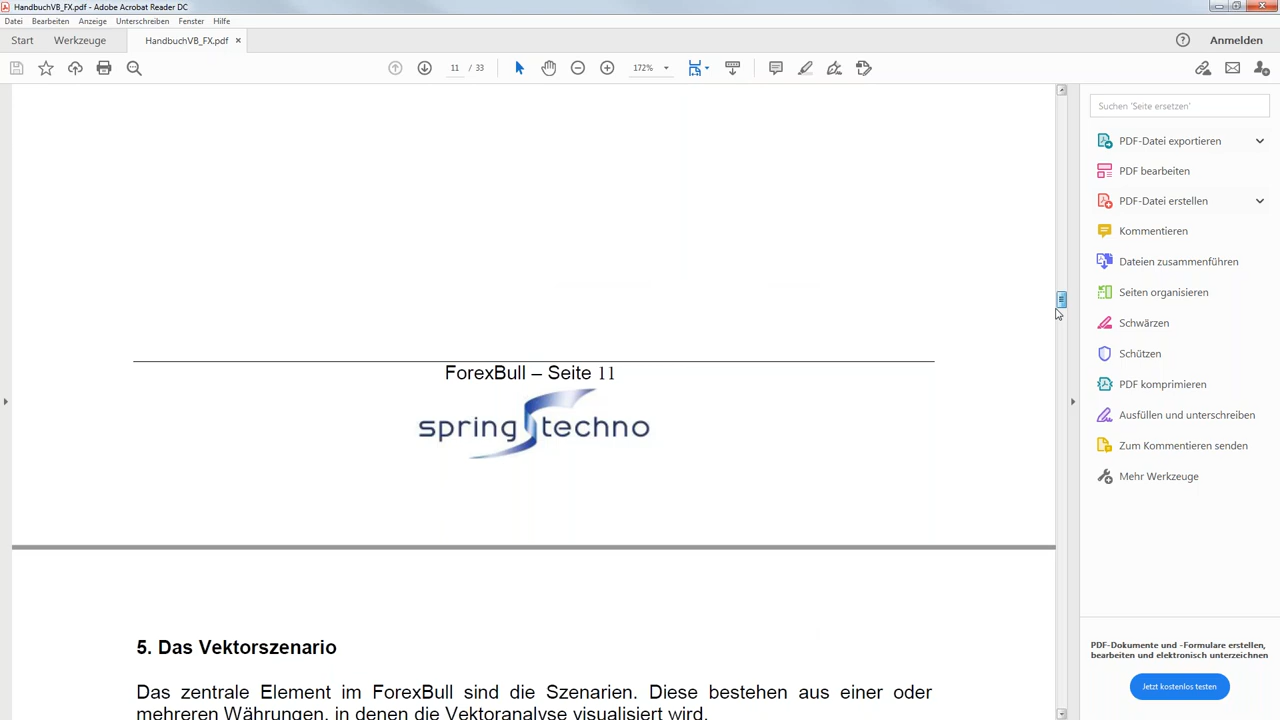 HandbuchVB_FX.pdf - Adobe Acrobat Reader DC
Datei Bearbeiten Anzeige Unterschreiben Fenster Hilfe
Start Werkzeuge HandbuchVB_FX.pdf × Anmelden
11 / 33 172%
Suchen 'Seite ersetzen'
PDF-Datei exportieren
PDF bearbeiten
PDF-Datei erstellen
Kommentieren
Dateien zusammenführen
Seiten organisieren
Schwärzen
Schützen
PDF komprimieren
Ausfüllen und unterschreiben
Zum Kommentieren senden
Mehr Werkzeuge
ForexBull – Seite 11
spring techno
5. Das Vektorszenario
Das zentrale Element im ForexBull sind die Szenarien. Diese bestehen aus einer oder
mehreren Währungen, in denen die Vektoranalyse visualisiert wird.
PDF-Dokumente und -Formulare erstellen,
bearbeiten und elektronisch unterzeichnen
Jetzt kostenlos testen